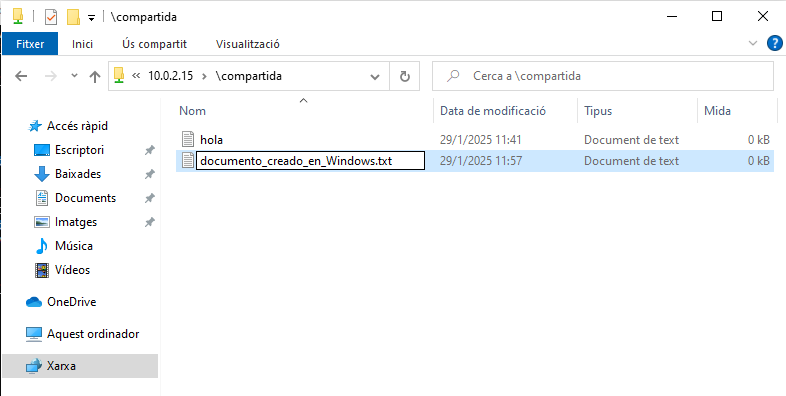 \compartida
Fitxer Inici Ús compartit Visualització
10.0.2.15 \compartida Cerca a \compartida
Nom Data de modificació Tipus Mida
hola 29/1/2025 11:41 Document de text 0 kB
documento_creado_en_Windows.txt 29/1/2025 11:57 Document de text 0 kB
Accés ràpid
Escriptori
Baixades
Documents
Imatges
Música
Vídeos
OneDrive
Aquest ordinador
Xarxa